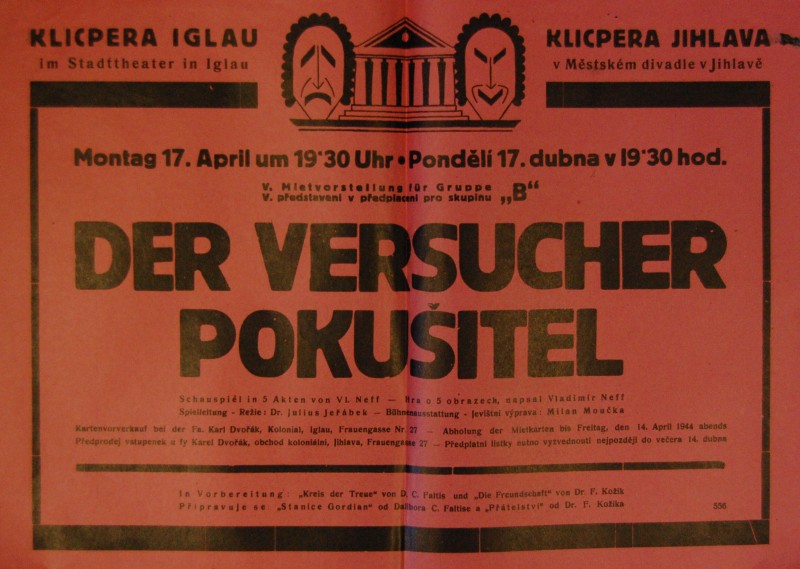 KLICPERA IGLAU
im Stadttheater in Iglau
KLICPERA JIHLAVA
v Městském divadle v Jihlavě
Montag 17. April um 19·30 Uhr • Pondělí 17. dubna v 19·30 hod.
V. Mietvorstellung für Gruppe „B“
V. představení v předplacení pro skupinu
DER VERSUCHER
POKUŠITEL
Schauspiel in 5 Akten von Vl. Neff — Hra o 5 obrazech, napsal Vladimír Neff
Spielleitung - Režie: Dr. Julius Jeřábek — Bühnenausstattung - Jevištní výprava: Milan Moučka
Kartenvorverkauf bei der Fa. Karl Dvořák, Kolonial, Iglau, Frauengasse Nr 27 — Abholung der Mietkarten bis Freitag, den 14. April 1944 abends
Předprodej vstupenek u fy Karel Dvořák, obchod koloniální, Jihlava, Frauengasse 27 — Předplatní lístky nutno vyzvednouti nejpozději do večera 14. dubna
In Vorbereitung: „Kreis der Treue“ von D. C. Faltis und „Die Freundschaft“ von Dr. F. Kožík
Připravuje se: „Stanice Gordian“ od Dalibora C. Faltise a „Přátelství“ od Dr. F. Kožíka
556